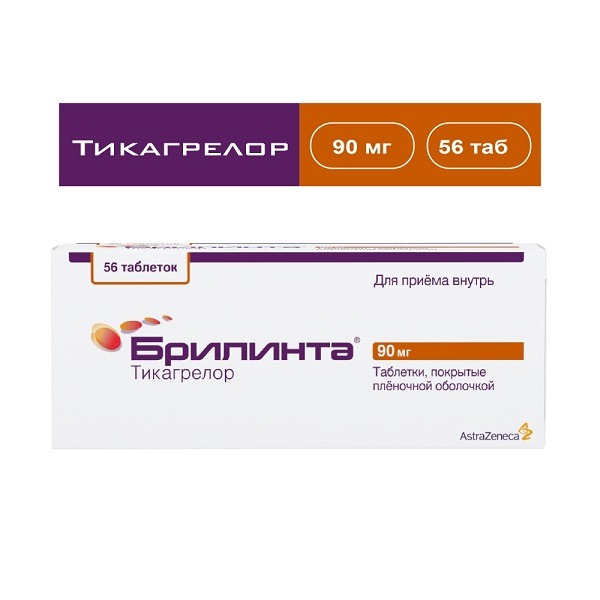 Тикагрелор
90 мг
56 таб
56 таблеток
Для приёма внутрь
Брилинта®
Тикагрелор
90 мг
Таблетки, покрытые
плёночной оболочкой
AstraZeneca